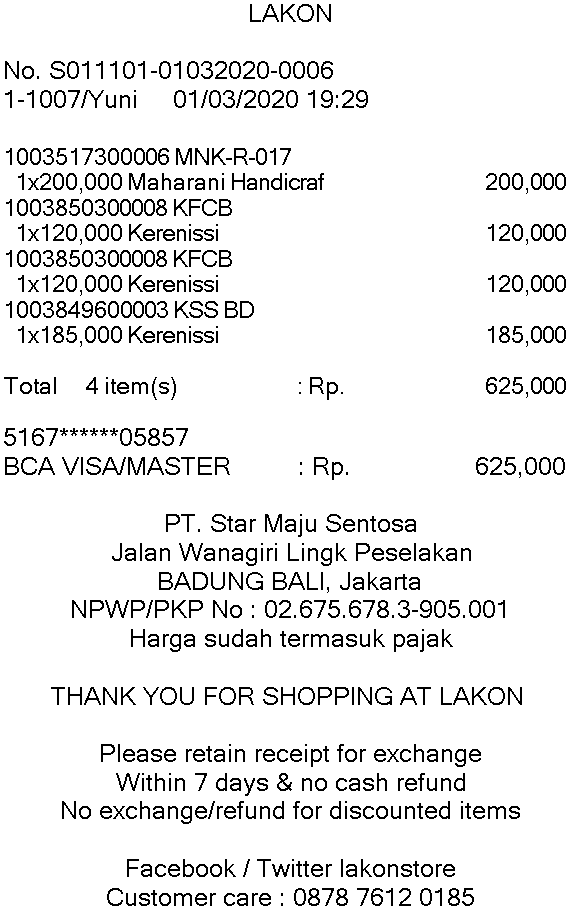 LAKON
No. S011101-01032020-0006
1-1007/Yuni 01/03/2020 19:29
1003517300006 MNK-R-017
1x200,000 Maharani Handicraf 200,000
1003850300008 KFCB
1x120,000 Kerenissi 120,000
1003850300008 KFCB
1x120,000 Kerenissi 120,000
1003849600003 KSS BD
1x185,000 Kerenissi 185,000
Total 4 item(s) : Rp. 625,000
5167******05857
BCA VISA/MASTER : Rp. 625,000
PT. Star Maju Sentosa
Jalan Wanagiri Lingk Peselakan
BADUNG BALI, Jakarta
NPWP/PKP No : 02.675.678.3-905.001
Harga sudah termasuk pajak
THANK YOU FOR SHOPPING AT LAKON
Please retain receipt for exchange
Within 7 days & no cash refund
No exchange/refund for discounted items
Facebook / Twitter lakonstore
Customer care : 0878 7612 0185